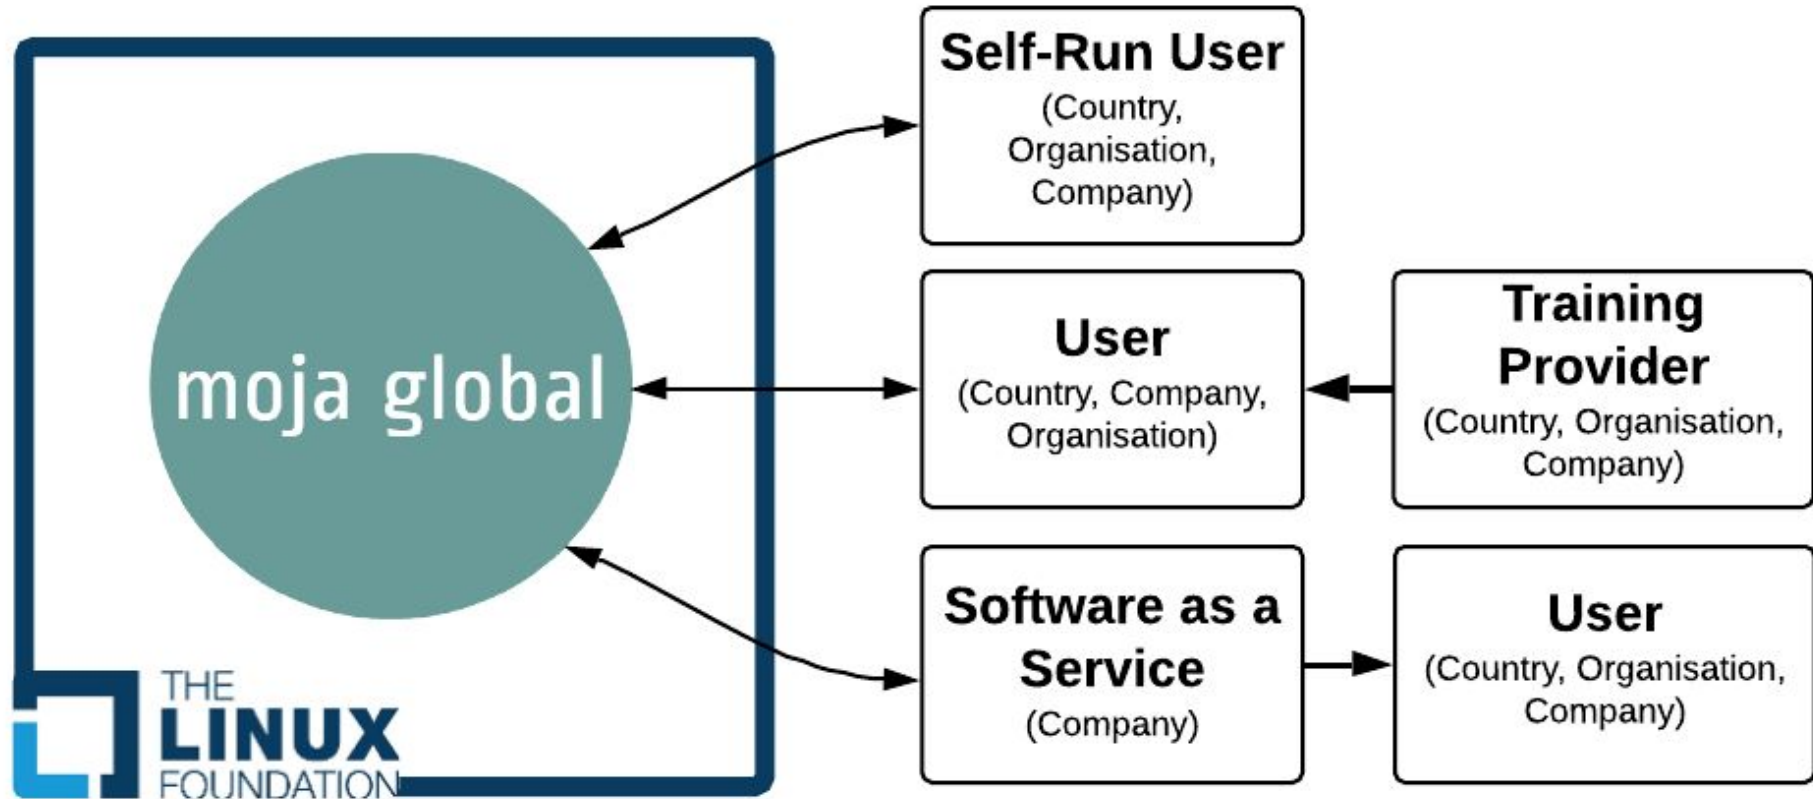 moja global
THE
LINUX
FOUNDATION
Self-Run User
(Country,
Organisation,
Company)
User
(Country, Company,
Organisation)
Training
Provider
(Country, Organisation,
Company)
Software as a
Service
(Company)
User
(Country, Organisation,
Company)